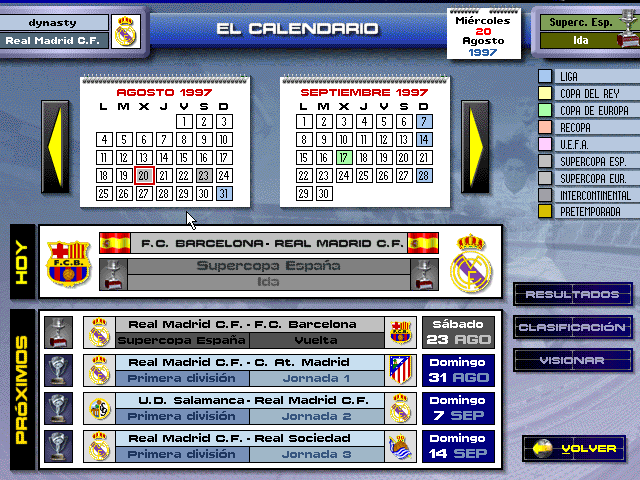 dynasty
Real Madrid C.F.
EL CALENDARIO
Miércoles
20
Agosto
1997
Superc. Esp.
Ida
AGOSTO 1997
L M X J V S D
1 2 3
4 5 6 7 8 9 10
11 12 13 14 15 16 17
18 19 20 21 22 23 24
25 26 27 28 29 30 31
SEPTIEMBRE 1997
L M X J V S D
1 2 3 4 5 6 7
8 9 10 11 12 13 14
15 16 17 18 19 20 21
22 23 24 25 26 27 28
29 30
LIGA
COPA DEL REY
COPA DE EUROPA
RECOPA
U.E.F.A.
SUPERCOPA ESP.
SUPERCOPA EUR.
INTERCONTINENTAL
PRETEMPORADA
HOY
F.C. BARCELONA - REAL MADRID C.F.
Supercopa España
Ida
F.C.B.
RESULTADOS
CLASIFICACIÓN
VISIONAR
PRÓXIMOS
Real Madrid C.F. - F.C. Barcelona
Supercopa España Vuelta
Sábado
23 AGO
Real Madrid C.F. - C. At. Madrid
Primera división Jornada 1
Domingo
31 AGO
U.D. Salamanca - Real Madrid C.F.
Primera división Jornada 2
Domingo
7 SEP
Real Madrid C.F. - Real Sociedad
Primera división Jornada 3
Domingo
14 SEP
VOLVER